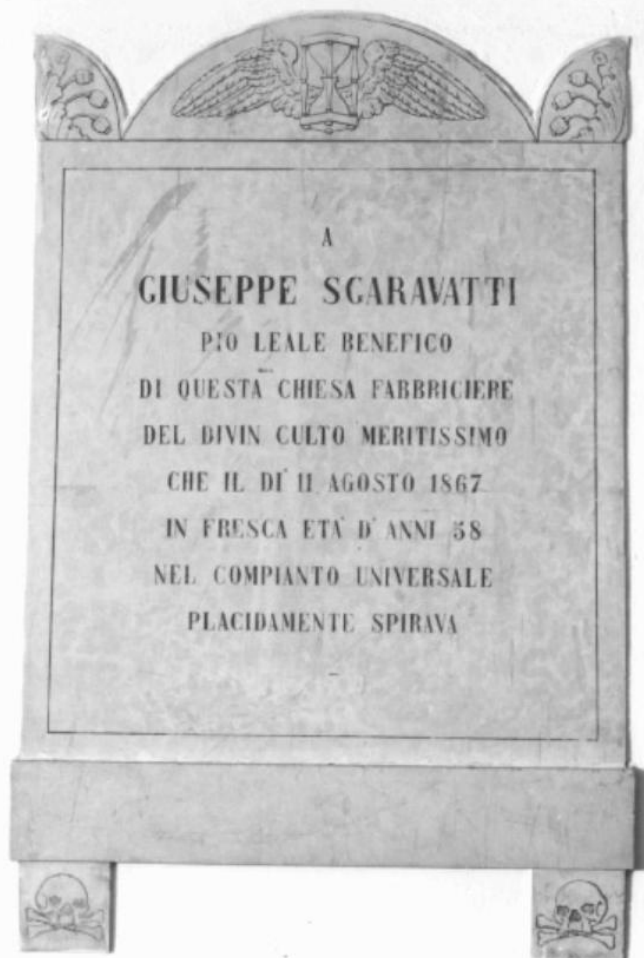 A
GIUSEPPE SGARAVATTI
PIO LEALE BENEFICO
DI QUESTA CHIESA FABBRICIERE
DEL DIVIN CULTO MERITISSIMO
CHE IL DI' 11 AGOSTO 1867
IN FRESCA ETA' D'ANNI 58
NEL COMPIANTO UNIVERSALE
PLACIDAMENTE SPIRAVA